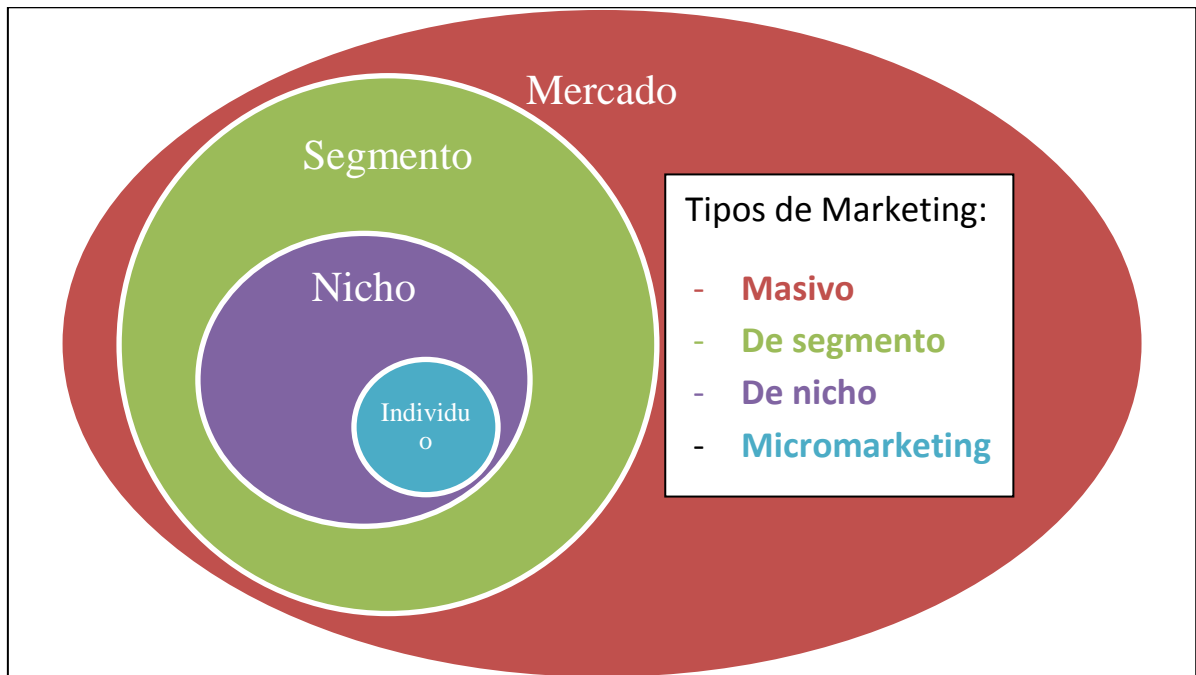 Mercado
Segmento
Nicho
Individu
o
Tipos de Marketing:
- Masivo
- De segmento
- De nicho
- Micromarketing